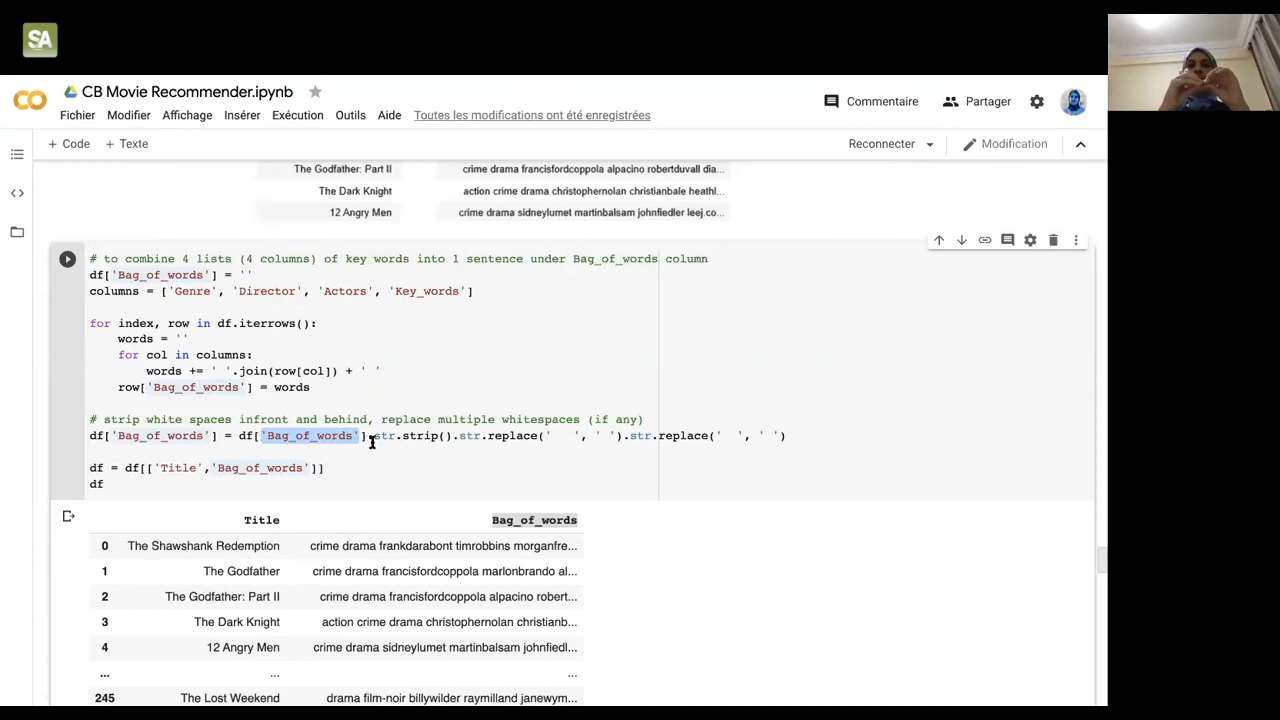 SA
CB Movie Recommender.ipynb
Commentaire
Partager
Fichier Modifier Affichage Insérer Exécution Outils Aide Toutes les modifications ont été enregistrées
+ Code + Texte
Reconnecter
Modification
The Godfather: Part II crime drama francisfordcoppola alpacino robertduvall dia...
The Dark Knight action crime drama christophernolan christianbale heathl...
12 Angry Men crime drama sidneylumet martinbalsam johnfiedler leej.co...
# to combine 4 lists (4 columns) of key words into 1 sentence under Bag_of_words column
df['Bag_of_words'] = ''
columns = ['Genre', 'Director', 'Actors', 'Key_words']
for index, row in df.iterrows():
words = ''
for col in columns:
words += ' '.join(row[col]) + ' '
row['Bag_of_words'] = words
# strip white spaces infront and behind, replace multiple whitespaces (if any)
df['Bag_of_words'] = df['Bag_of_words'].str.strip().str.replace('   ', ' ').str.replace('  ', ' ')
df = df[['Title','Bag_of_words']]
df
Title Bag_of_words
0 The Shawshank Redemption crime drama frankdarabont timrobbins morganfre...
1 The Godfather crime drama francisfordcoppola marlonbrando al...
2 The Godfather: Part II crime drama francisfordcoppola alpacino robert...
3 The Dark Knight action crime drama christophernolan christianb...
4 12 Angry Men crime drama sidneylumet martinbalsam johnfiedl...
... ... ...
245 The Lost Weekend drama film-noir billywilder raymilland janewym...